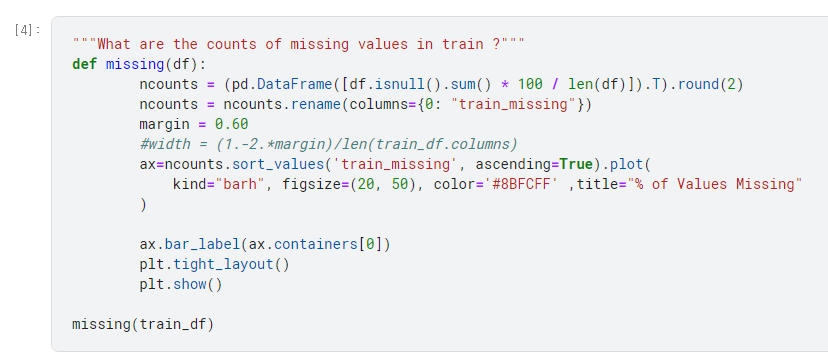 [4]:
"""What are the counts of missing values in train ?"""
def missing(df):
        ncounts = (pd.DataFrame([df.isnull().sum() * 100 / len(df)]).T).round(2)
        ncounts = ncounts.rename(columns={0: "train_missing"})
        margin = 0.60
        #width = (1.-2.*margin)/len(train_df.columns)
        ax=ncounts.sort_values('train_missing', ascending=True).plot(
            kind="barh", figsize=(20, 50), color='#8BFCFF' ,title="% of Values Missing"
        )
        ax.bar_label(ax.containers[0])
        plt.tight_layout()
        plt.show()
missing(train_df)